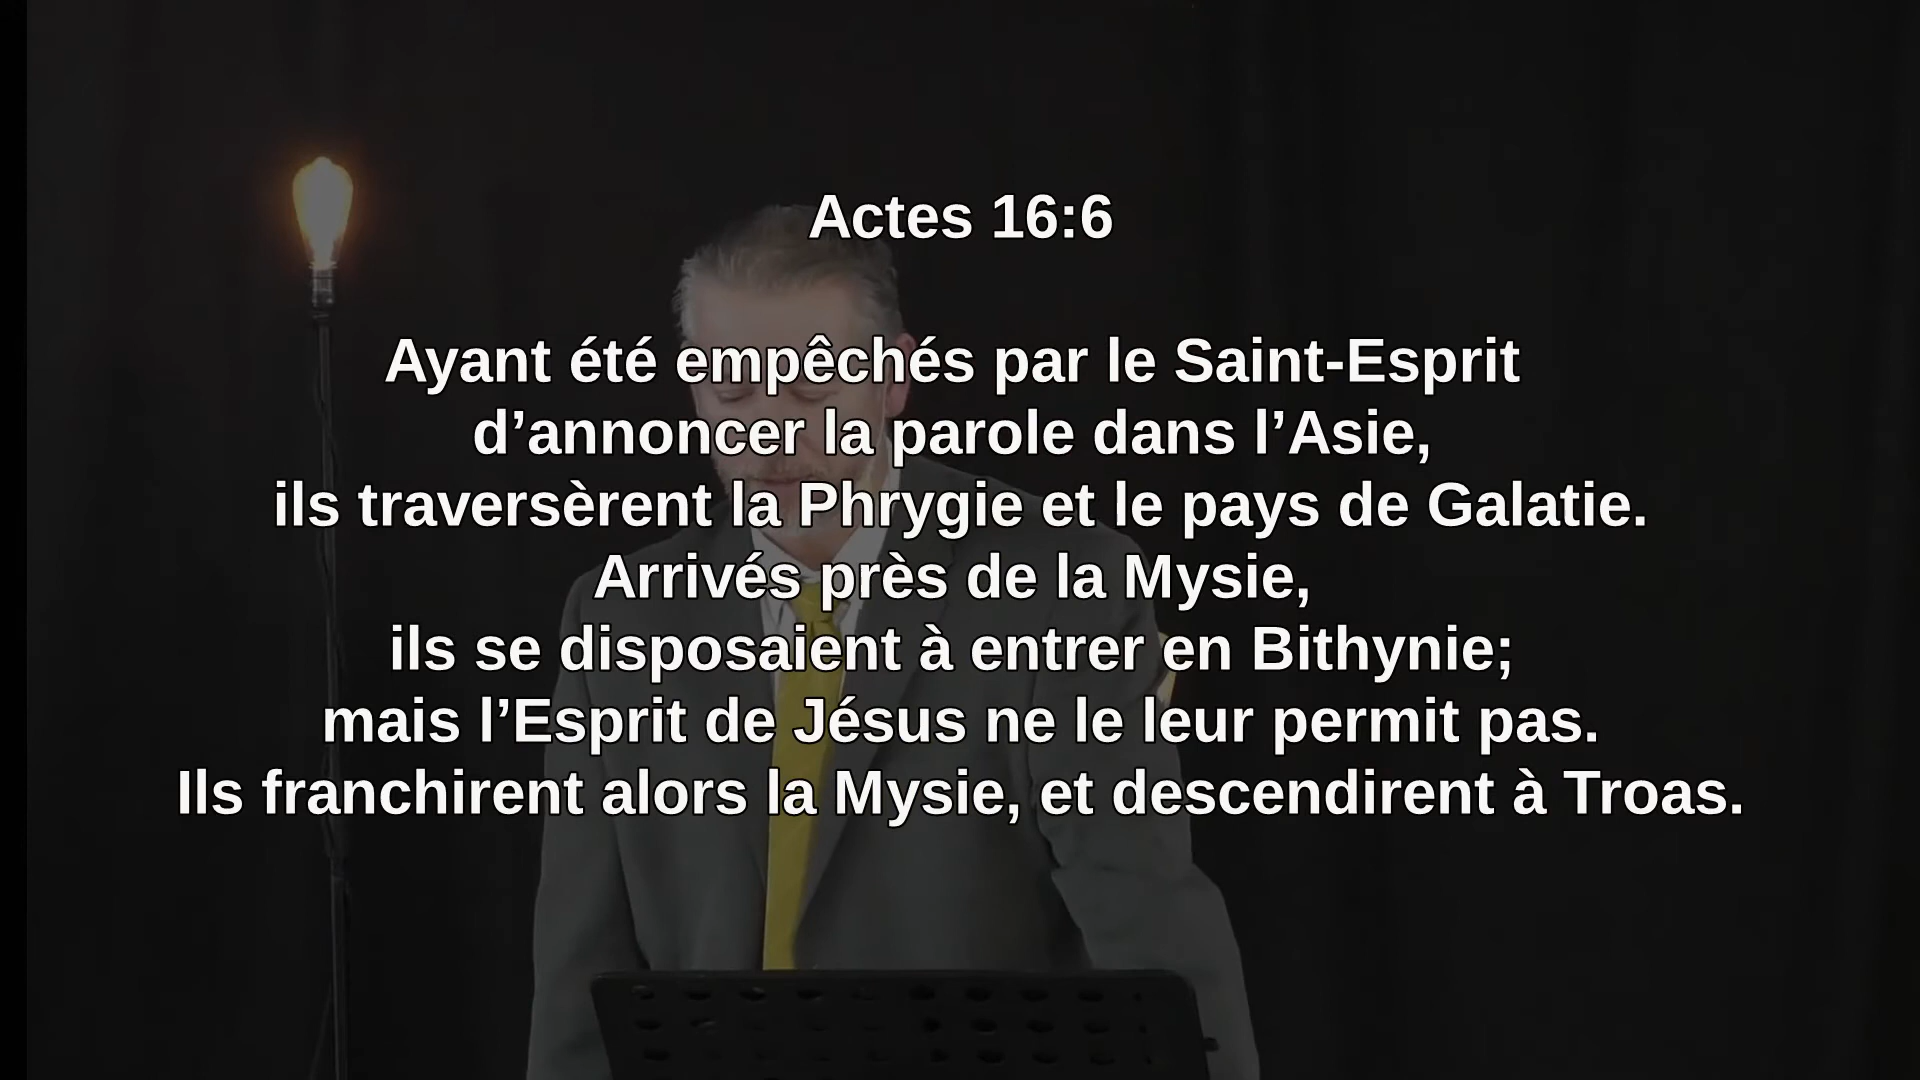 Actes 16:6
Ayant été empêchés par le Saint-Esprit
d’annoncer la parole dans l’Asie,
ils traversèrent la Phrygie et le pays de Galatie.
Arrivés près de la Mysie,
ils se disposaient à entrer en Bithynie;
mais l’Esprit de Jésus ne le leur permit pas.
Ils franchirent alors la Mysie, et descendirent à Troas.